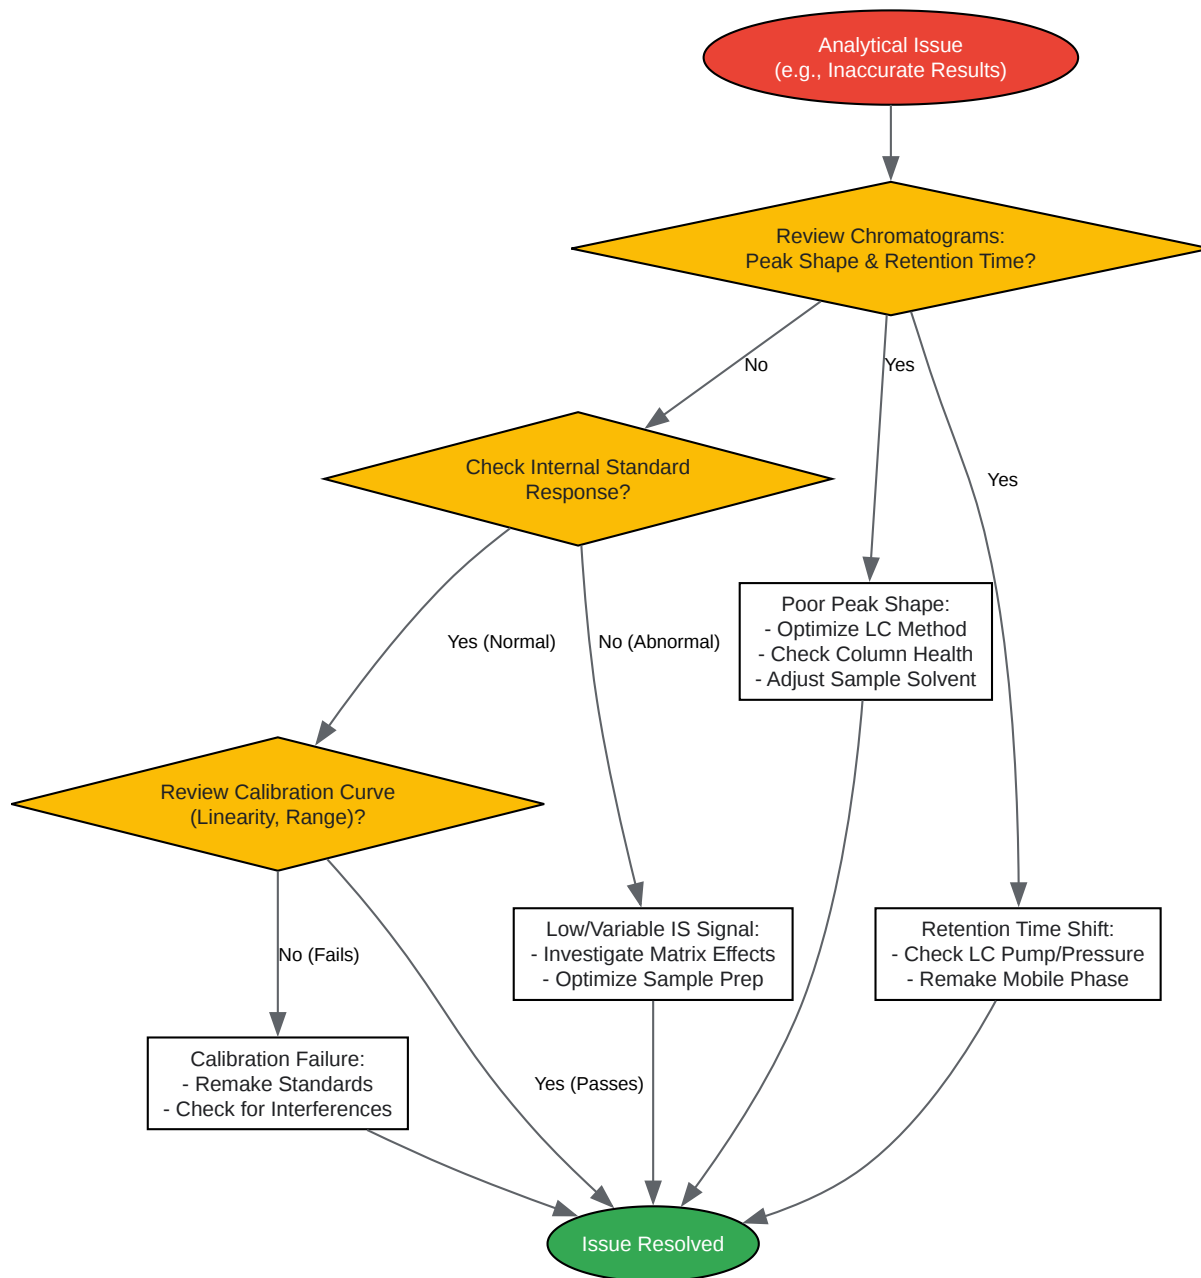 Analytical Issue
(e.g., Inaccurate Results)
Review Chromatograms:
Peak Shape & Retention Time?
No
Yes
Yes
Check Internal Standard
Response?
Yes (Normal)
No (Abnormal)
Poor Peak Shape:
- Optimize LC Method
- Check Column Health
- Adjust Sample Solvent
Review Calibration Curve
(Linearity, Range)?
No (Fails)
Low/Variable IS Signal:
- Investigate Matrix Effects
- Optimize Sample Prep
Retention Time Shift:
- Check LC Pump/Pressure
- Remake Mobile Phase
Calibration Failure:
- Remake Standards
- Check for Interferences
Yes (Passes)
Issue Resolved